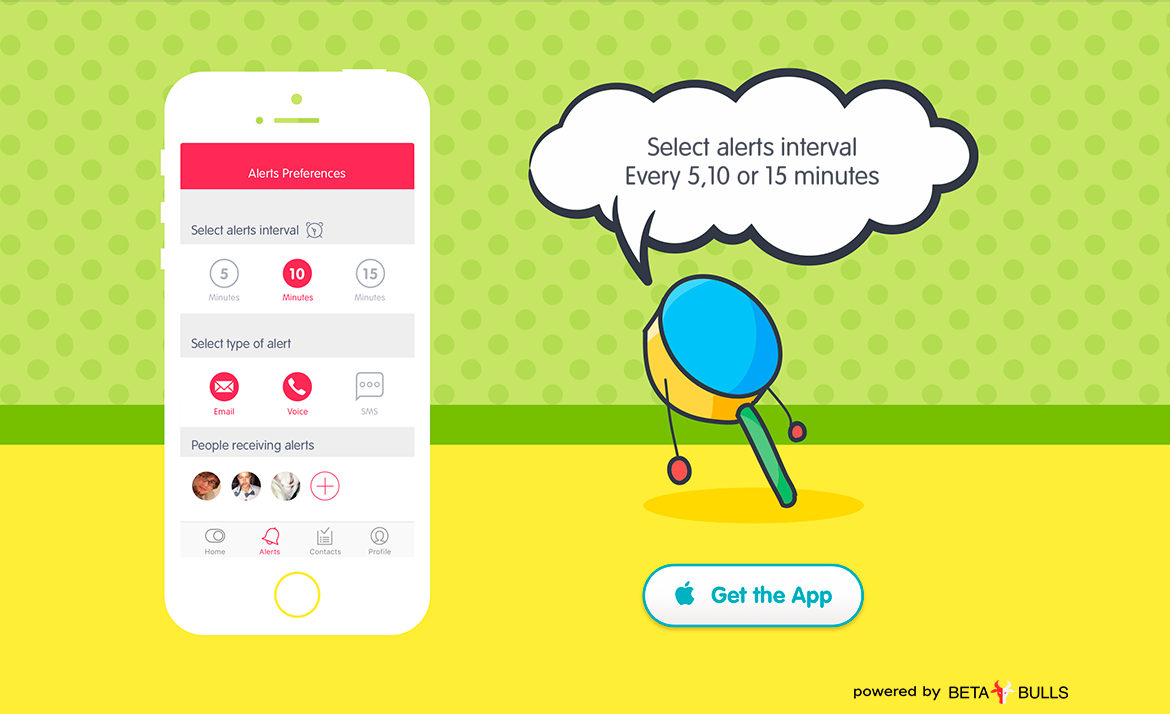 Alerts Preferences
Select alerts interval
5 10 15
Minutes Minutes Minutes
Select type of alert
Email Voice SMS
People receiving alerts
Home Alerts Contacts Profile
Select alerts interval
Every 5,10 or 15 minutes
Get the App
powered by BETA BULLS